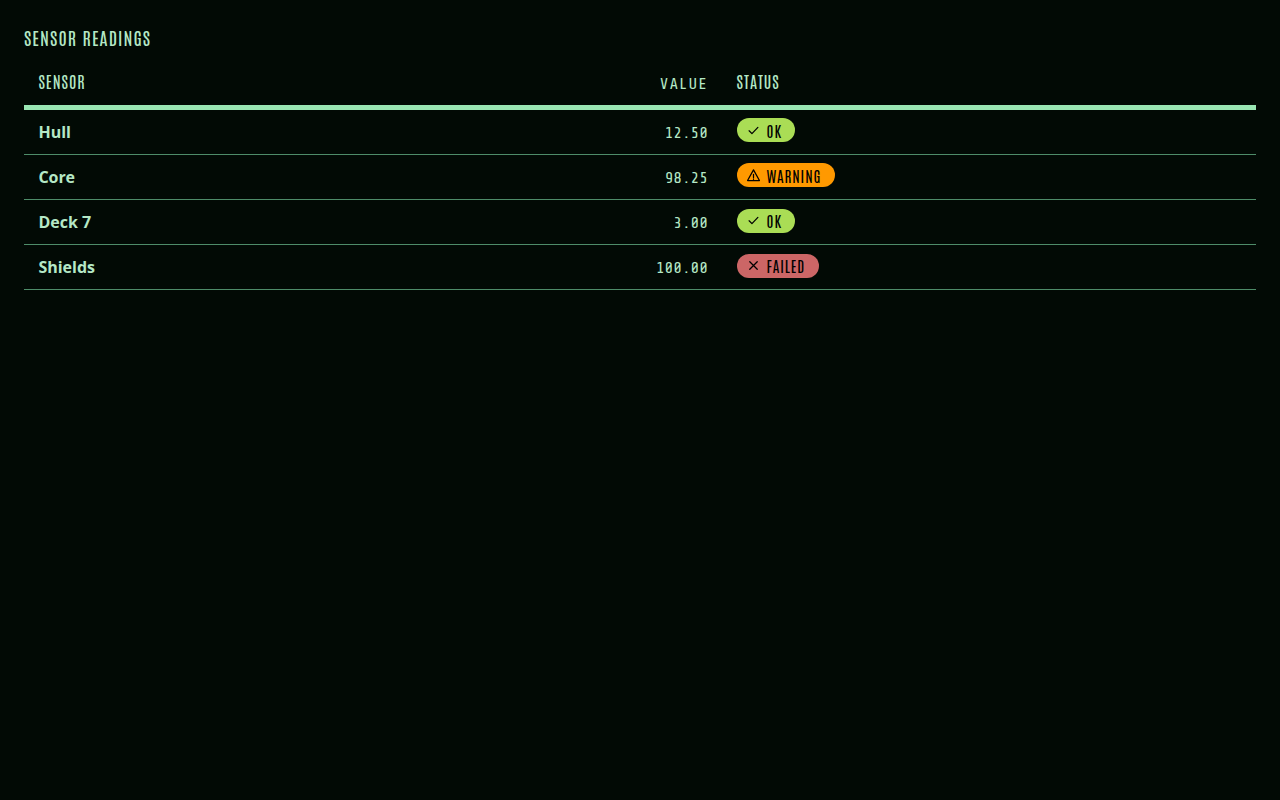 SENSOR READINGS
SENSOR VALUE STATUS
Hull 12.50 OK
Core 98.25 WARNING
Deck 7 3.00 OK
Shields 100.00 FAILED